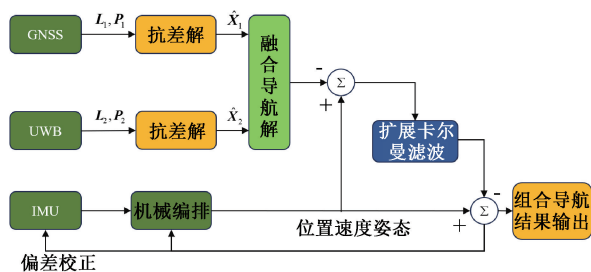 GNSS
L₁, P₁
抗差解
X̂₁
融合导航解
-
Σ
+
UWB
L₂, P₂
抗差解
X̂₂
扩展卡尔
曼滤波
IMU
机械编排
位置速度姿态
-
Σ
+
组合导航
结果输出
偏差校正